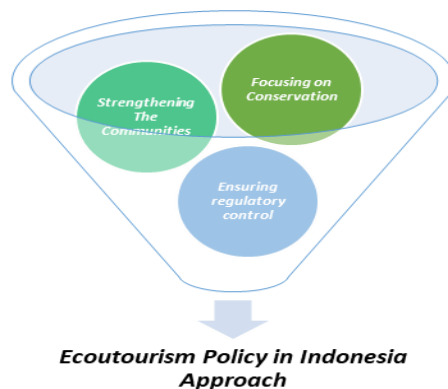 Focusing on
Conservation
Strengthening
The
Communities
Ensuring
regulatory
control
Ecoutourism Policy in Indonesia
Approach